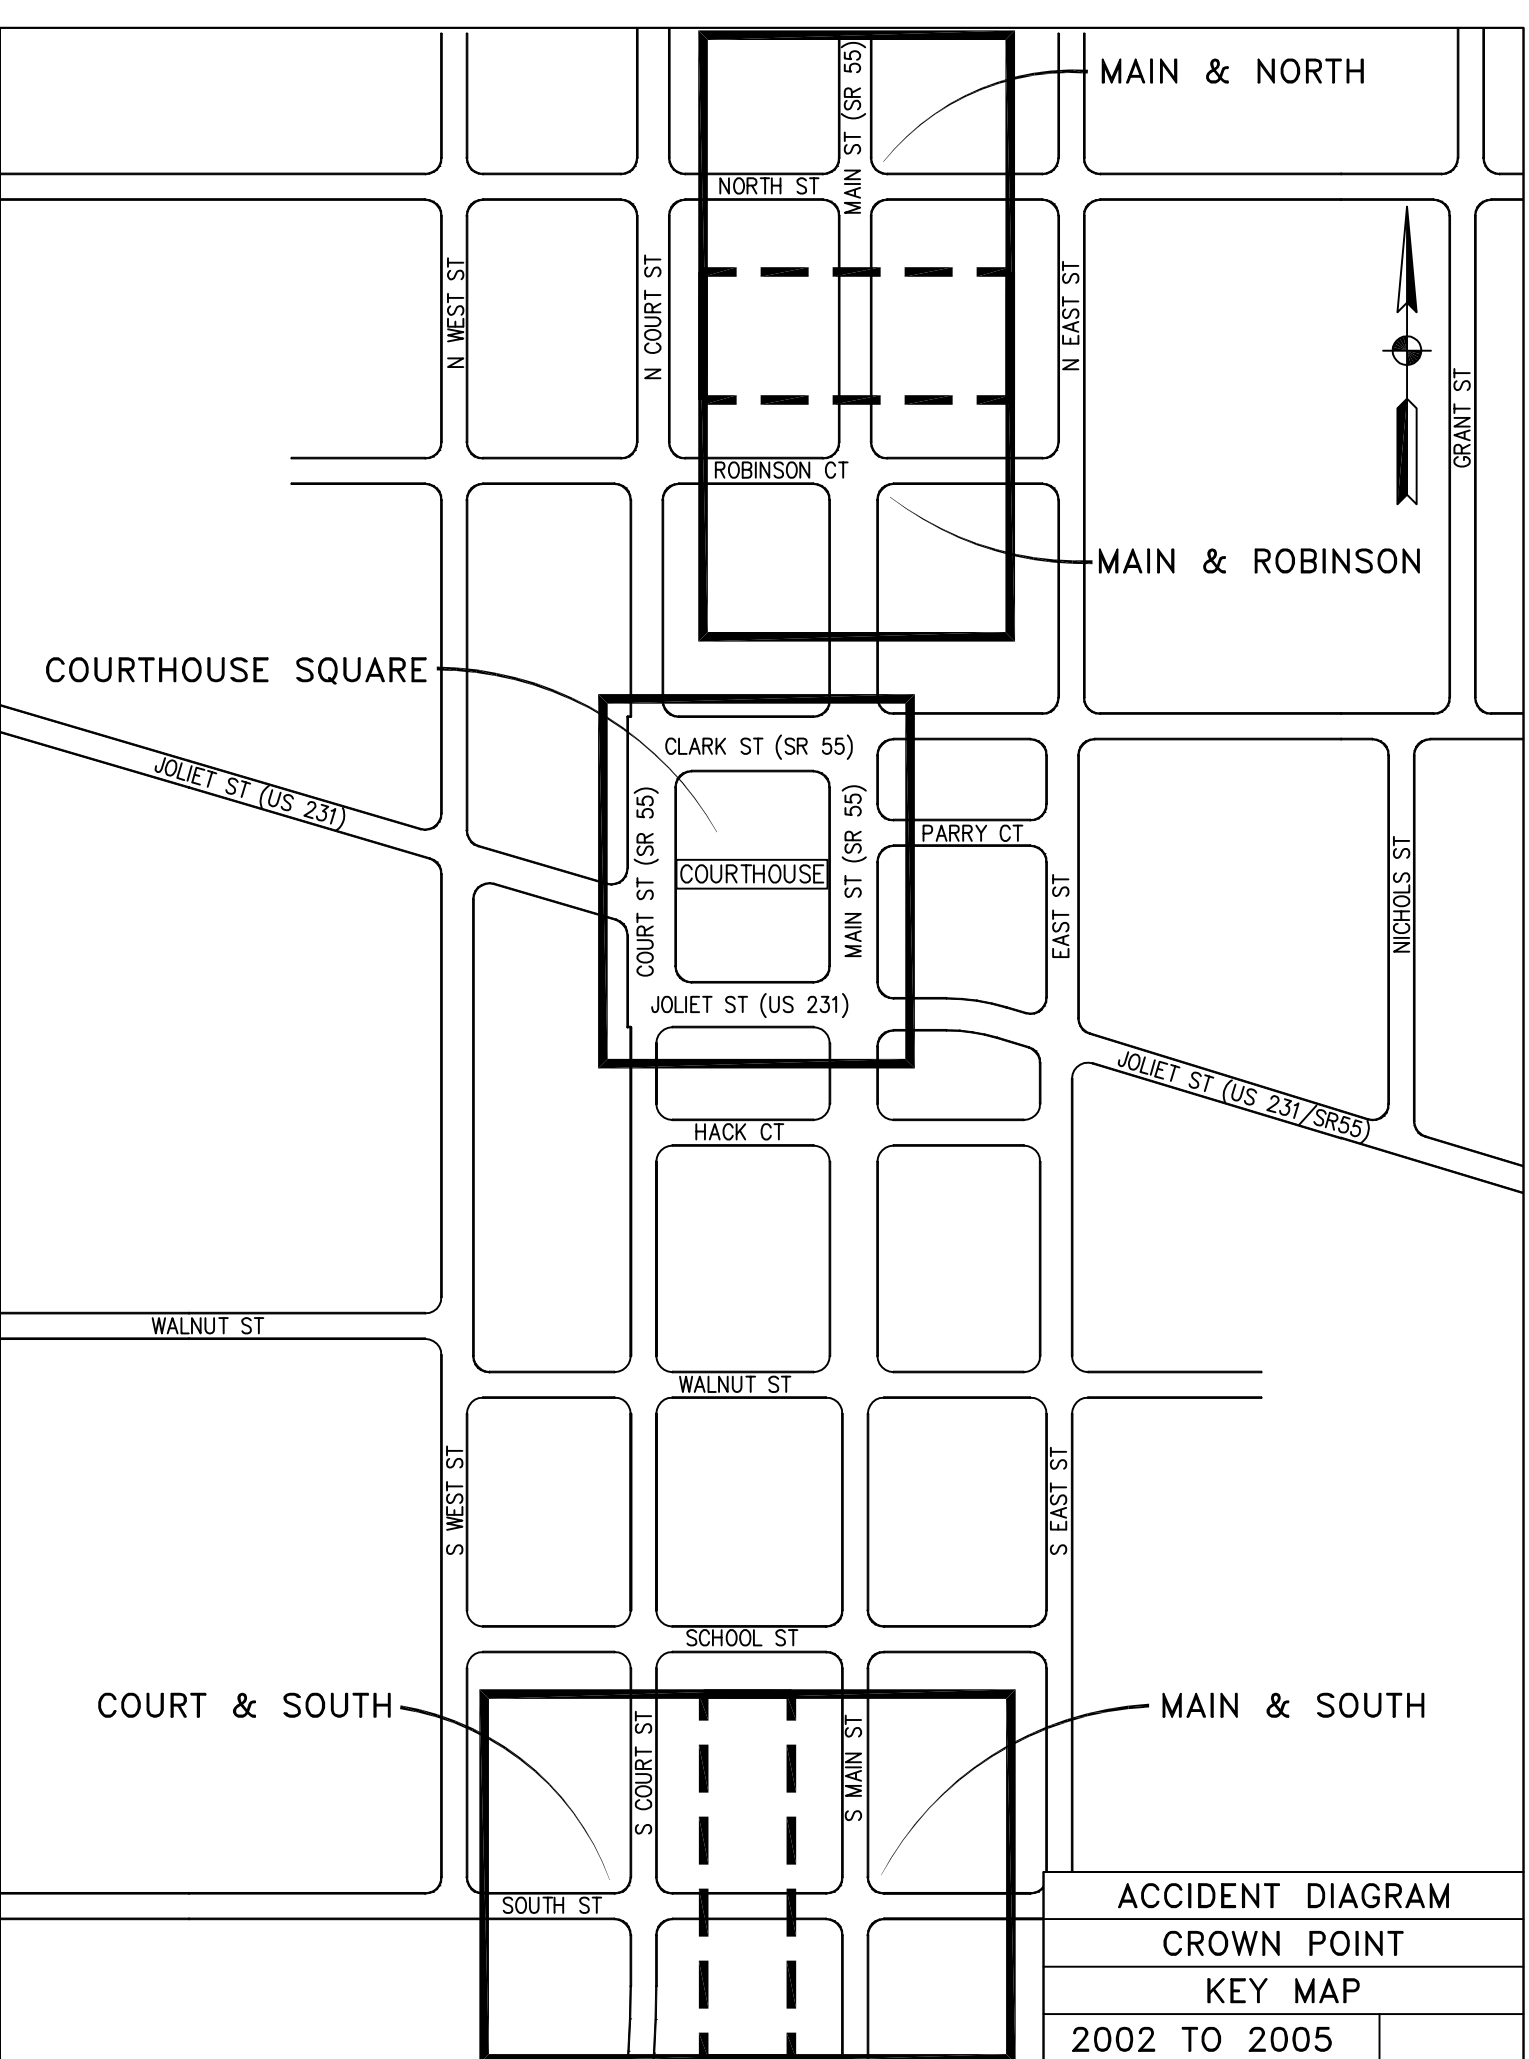 MAIN & NORTH
MAIN ST (SR 55)
NORTH ST
N WEST ST
N COURT ST
N EAST ST
GRANT ST
ROBINSON CT
MAIN & ROBINSON
COURTHOUSE SQUARE
CLARK ST (SR 55)
JOLIET ST (US 231)
COURT ST (SR 55)
MAIN ST (SR 55)
PARRY CT
COURTHOUSE
EAST ST
NICHOLS ST
JOLIET ST (US 231)
JOLIET ST (US 231/SR55)
HACK CT
WALNUT ST
WALNUT ST
S WEST ST
S EAST ST
SCHOOL ST
COURT & SOUTH
MAIN & SOUTH
S COURT ST
S MAIN ST
SOUTH ST
ACCIDENT DIAGRAM
CROWN POINT
KEY MAP
2002 TO 2005